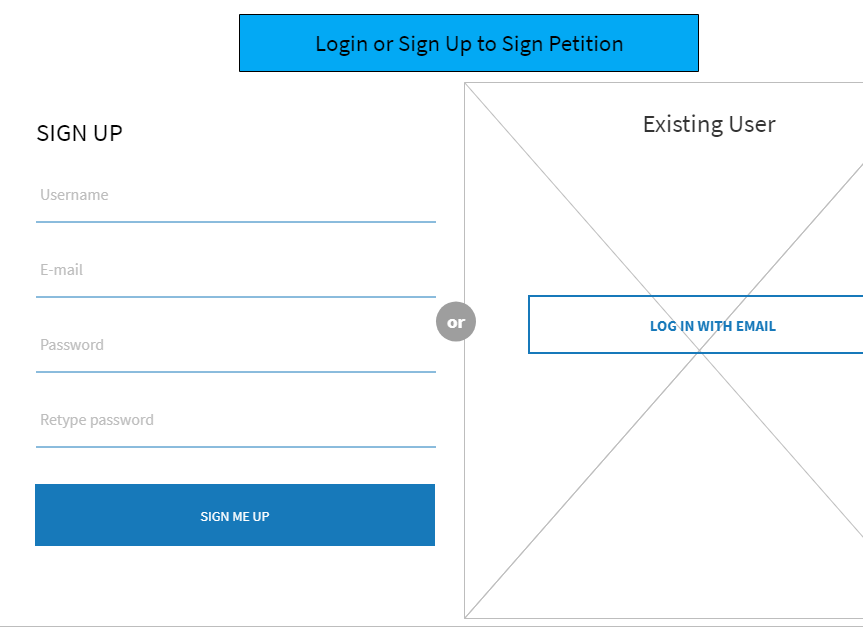 Login or Sign Up to Sign Petition
SIGN UP
Username
E-mail
Password
Retype password
SIGN ME UP
or
Existing User
LOG IN WITH EMAIL